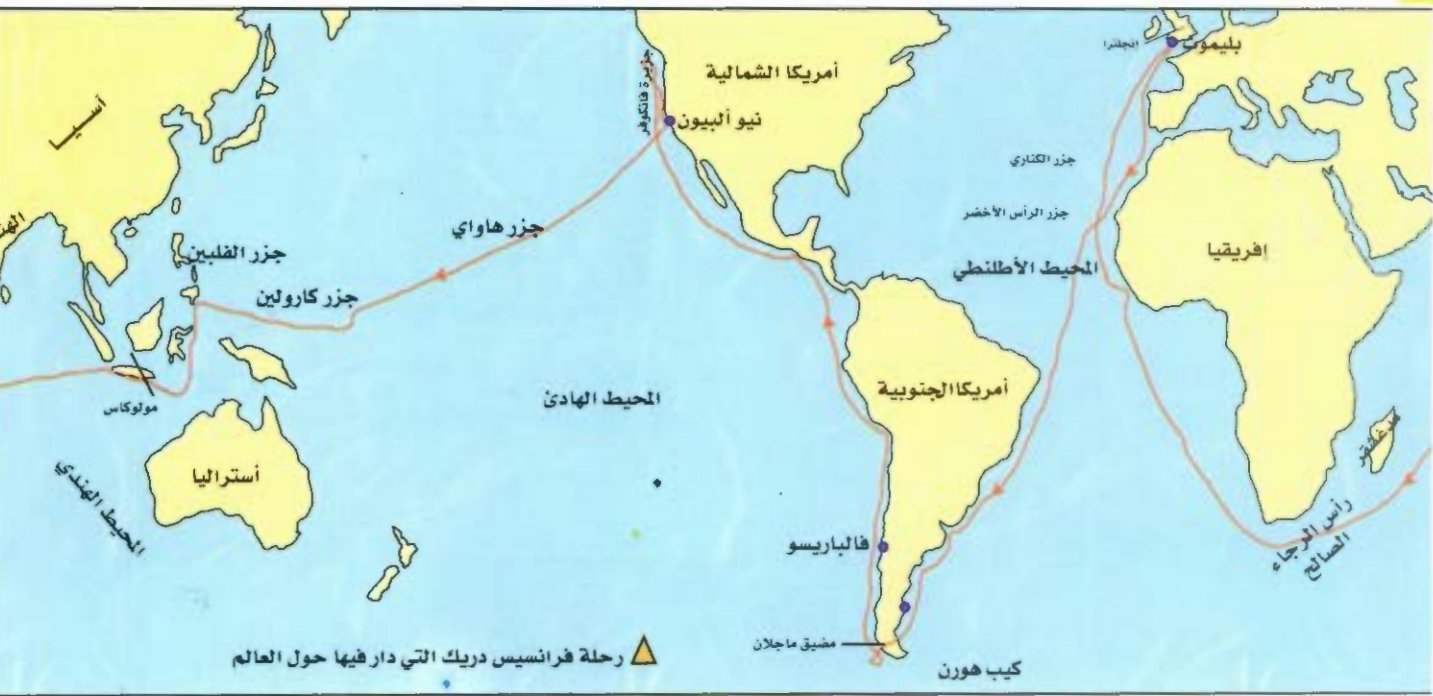 بليموث
انجلترا
أمريكا الشمالية
جزيرة فانكوفر
نيو ألبيون
أسيا
جزر الكناري
جزر الرأس الأخضر
المحيط الأطلنطي
إفريقيا
جزر هاواي
جزر الفلبين
جزر كارولين
أمريكا الجنوبية
المحيط الهادئ
مولوكاس
مدغشقر
أستراليا
المحيط الهندي
رأس الرجاء
الصالح
فالباريسو
مضيق ماجلان
كيب هورن
رحلة فرانسيس دريك التي دار فيها حول العالم